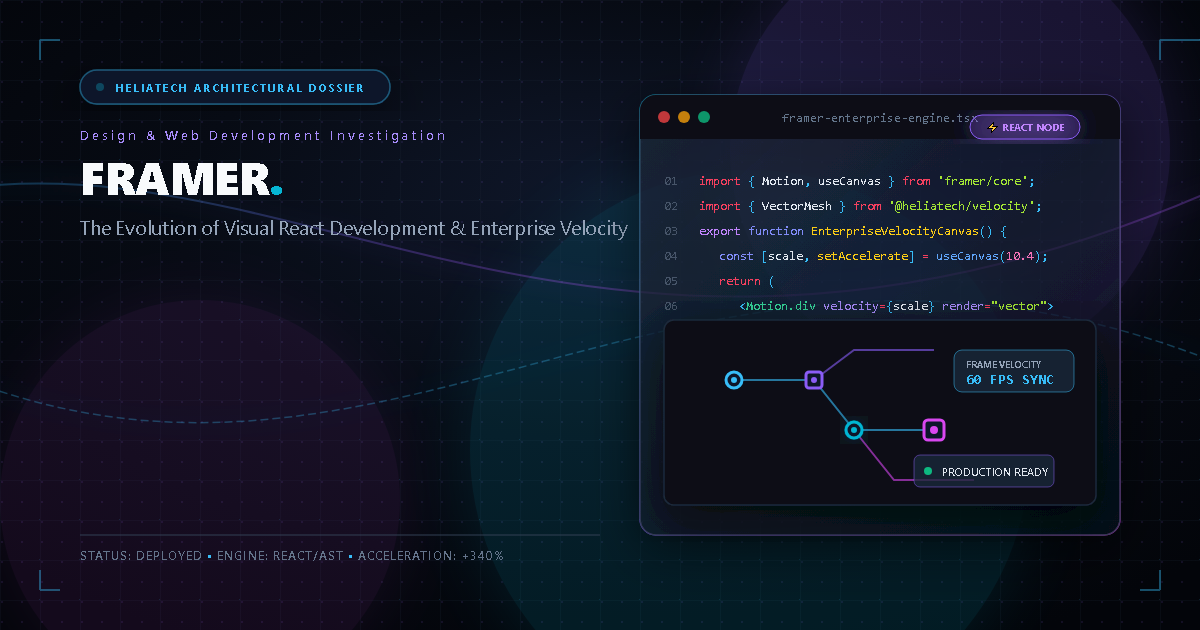 HELIATECH ARCHITECTURAL DOSSIER
Design & Web Development Investigation
FRAMER.
The Evolution of Visual React Development & Enterprise Velocity
STATUS: DEPLOYED • ENGINE: REACT/AST • ACCELERATION: +340%
framer-enterprise-engine.tsx
⚡ REACT NODE
01 import { Motion, useCanvas } from 'framer/core';
02 import { VectorMesh } from '@heliatech/velocity';
03 export function EnterpriseVelocityCanvas() {
04 const [scale, setAccelerate] = useCanvas(10.4);
05 return (
06 <Motion.div velocity={scale} render="vector">
FRAME VELOCITY
60 FPS SYNC
PRODUCTION READY